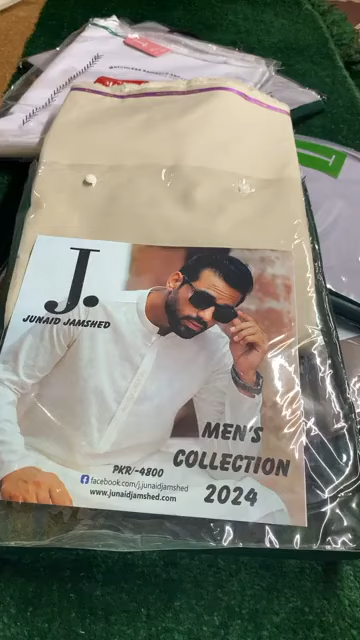 J.
JUNAID JAMSHED
MEN'S
COLLECTION
2024
PKR/-4800
facebook.com/j.junaidjamshed
www.junaidjamshed.com